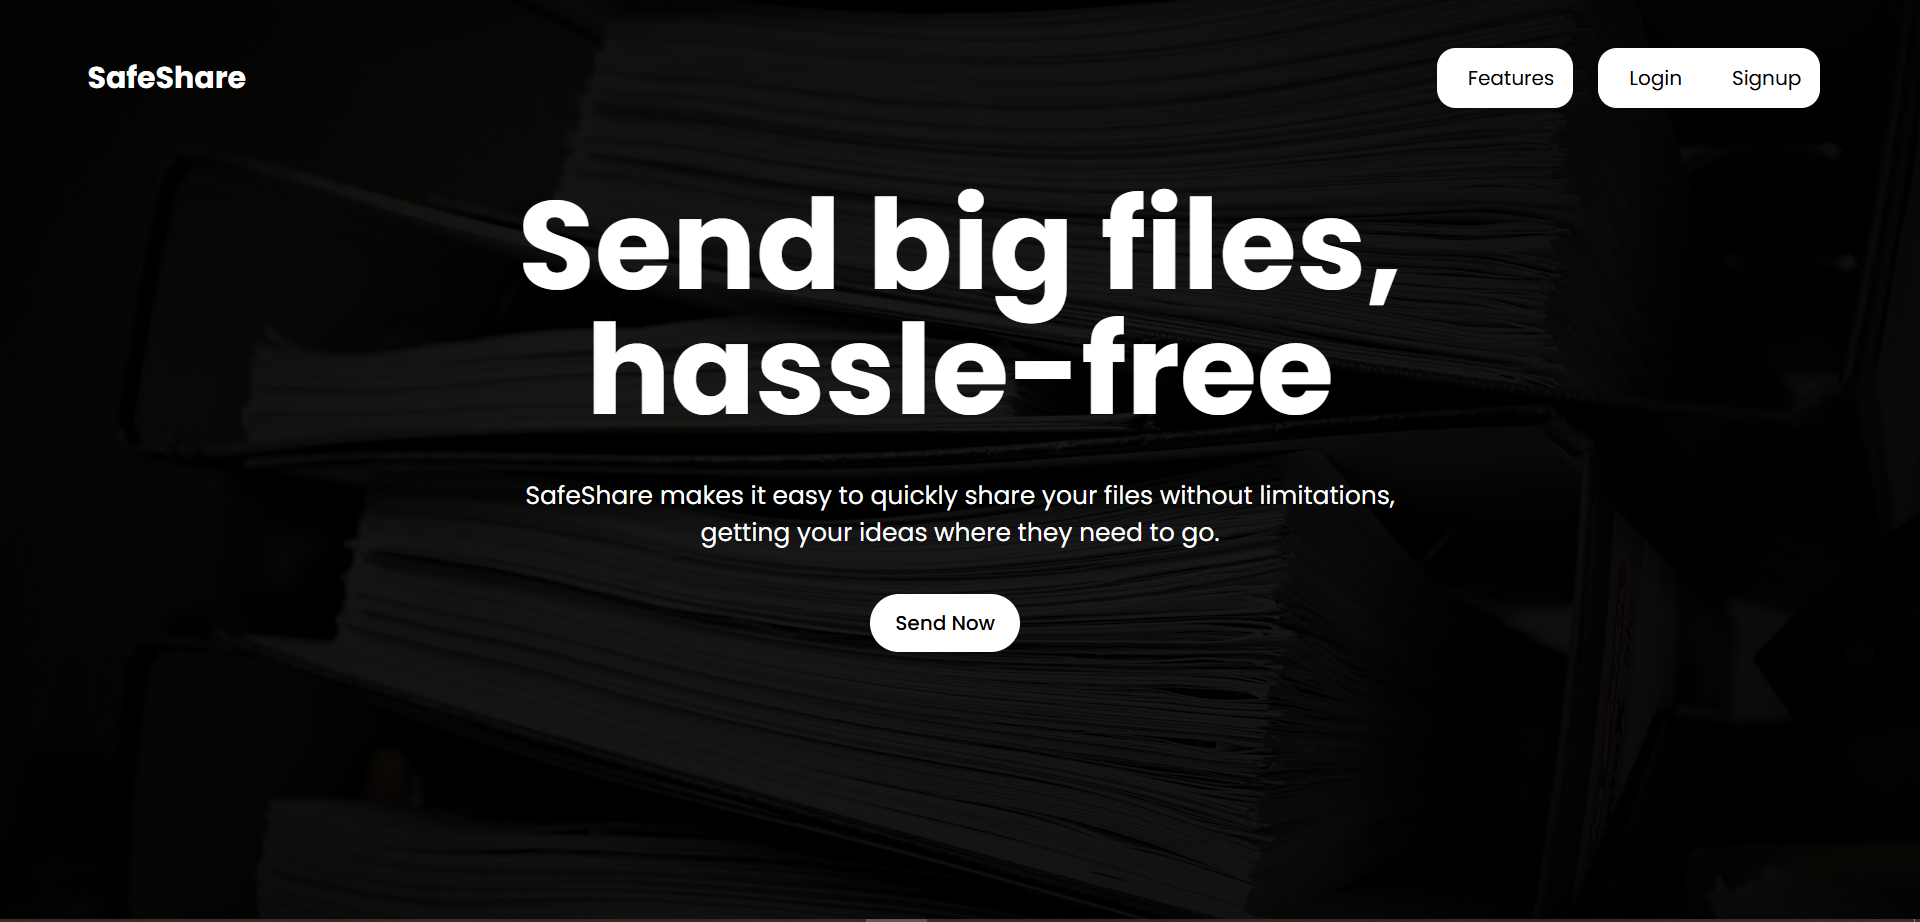 SafeShare
Features
Login
Signup
Send big files,
hassle-free
SafeShare makes it easy to quickly share your files without limitations,
getting your ideas where they need to go.
Send Now